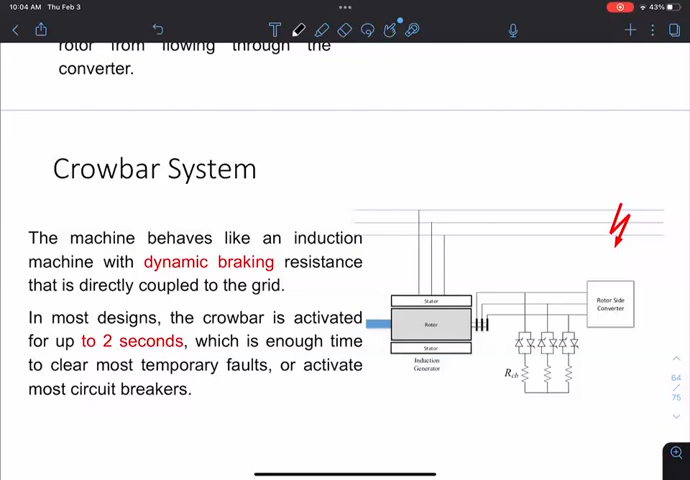 10:04 AM Thu Feb 3
43%
rotor from flowing through the
converter.
Crowbar System
The machine behaves like an induction
machine with dynamic braking resistance
that is directly coupled to the grid.
In most designs, the crowbar is activated
for up to 2 seconds, which is enough time
to clear most temporary faults, or activate
most circuit breakers.
Stator
Rotor
Stator
Induction
Generator
Rotor Side
Converter
Rcb
64
/
75